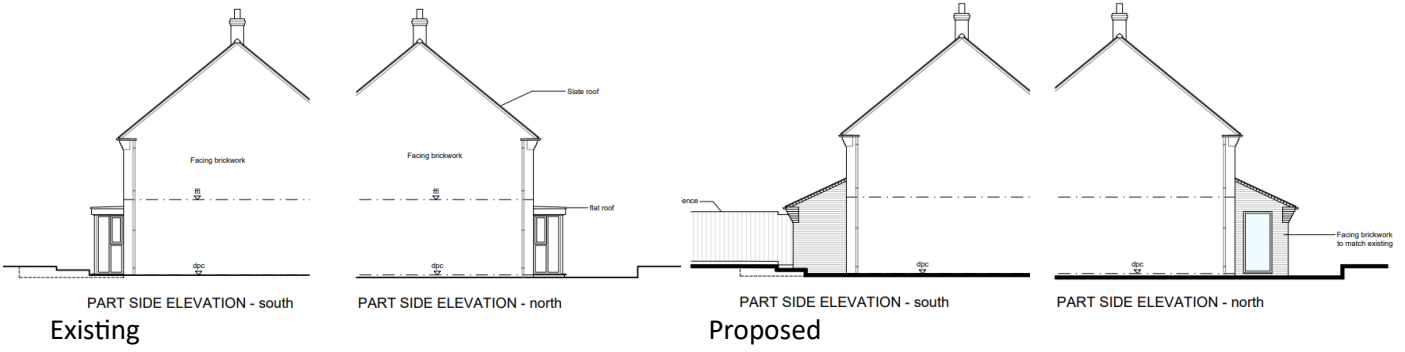 Slate roof
Facing brickwork
ffl
dpc
PART SIDE ELEVATION - south
Facing brickwork
ffl
flat roof
dpc
PART SIDE ELEVATION - north
Existing
ence
dpc
PART SIDE ELEVATION - south
Facing brickwork
to match existing
dpc
PART SIDE ELEVATION - north
Proposed